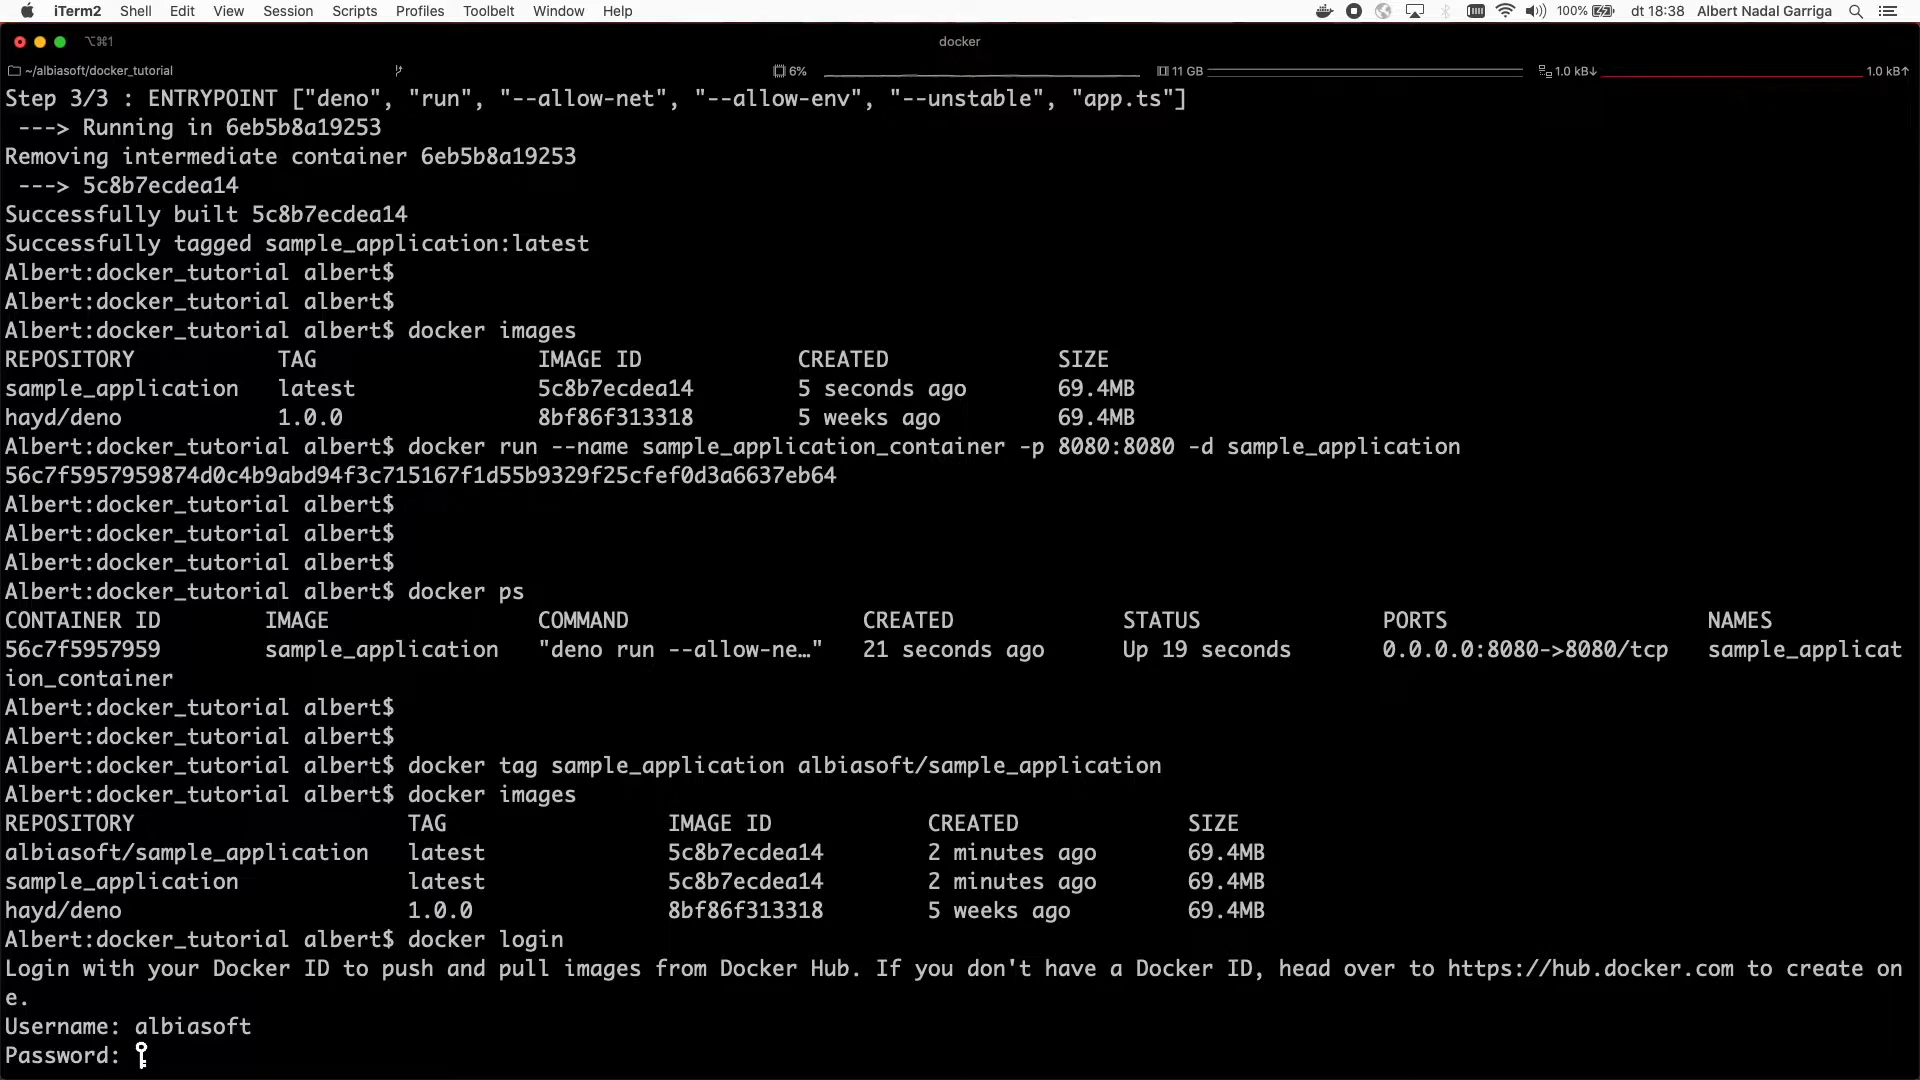 iTerm2 Shell Edit View Session Scripts Profiles Toolbelt Window Help 100% dt 18:38 Albert Nadal Garriga
⌥⌘1 docker
~/albiasoft/docker_tutorial 6% 11 GB 1.0 kB↓ 1.0 kB↑
Step 3/3 : ENTRYPOINT ["deno", "run", "--allow-net", "--allow-env", "--unstable", "app.ts"]
 ---> Running in 6eb5b8a19253
Removing intermediate container 6eb5b8a19253
 ---> 5c8b7ecdea14
Successfully built 5c8b7ecdea14
Successfully tagged sample_application:latest
Albert:docker_tutorial albert$
Albert:docker_tutorial albert$
Albert:docker_tutorial albert$ docker images
REPOSITORY TAG IMAGE ID CREATED SIZE
sample_application latest 5c8b7ecdea14 5 seconds ago 69.4MB
hayd/deno 1.0.0 8bf86f313318 5 weeks ago 69.4MB
Albert:docker_tutorial albert$ docker run --name sample_application_container -p 8080:8080 -d sample_application
56c7f5957959874d0c4b9abd94f3c715167f1d55b9329f25cfef0d3a6637eb64
Albert:docker_tutorial albert$
Albert:docker_tutorial albert$
Albert:docker_tutorial albert$
Albert:docker_tutorial albert$ docker ps
CONTAINER ID IMAGE COMMAND CREATED STATUS PORTS NAMES
56c7f5957959 sample_application "deno run --allow-ne…" 21 seconds ago Up 19 seconds 0.0.0.0:8080->8080/tcp sample_applicat
ion_container
Albert:docker_tutorial albert$
Albert:docker_tutorial albert$
Albert:docker_tutorial albert$ docker tag sample_application albiasoft/sample_application
Albert:docker_tutorial albert$ docker images
REPOSITORY TAG IMAGE ID CREATED SIZE
albiasoft/sample_application latest 5c8b7ecdea14 2 minutes ago 69.4MB
sample_application latest 5c8b7ecdea14 2 minutes ago 69.4MB
hayd/deno 1.0.0 8bf86f313318 5 weeks ago 69.4MB
Albert:docker_tutorial albert$ docker login
Login with your Docker ID to push and pull images from Docker Hub. If you don't have a Docker ID, head over to https://hub.docker.com to create on
e.
Username: albiasoft
Password: